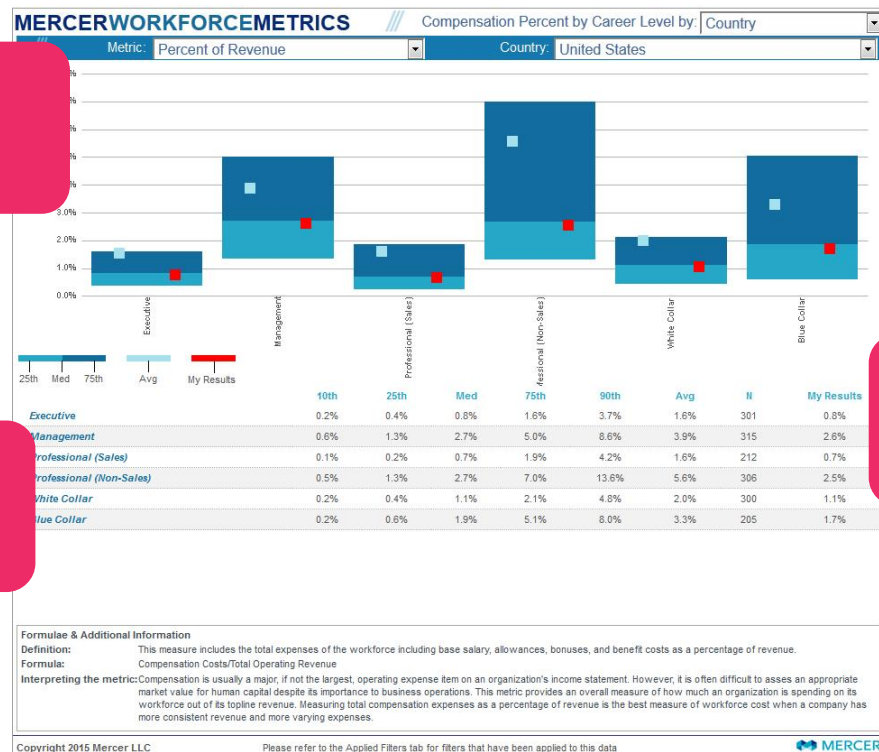 MERCERWORKFORCEMETRICS /// Compensation Percent by Career Level by: Country
Metric: Percent of Revenue Country: United States
3.0%
2.0%
1.0%
0.0%
Executive
Management
Professional (Sales)
fessional (Non-Sales)
White Collar
Blue Collar
25th Med 75th Avg My Results
10th 25th Med 75th 90th Avg N My Results
Executive 0.2% 0.4% 0.8% 1.6% 3.7% 1.6% 301 0.8%
Management 0.6% 1.3% 2.7% 5.0% 8.6% 3.9% 315 2.6%
Professional (Sales) 0.1% 0.2% 0.7% 1.9% 4.2% 1.6% 212 0.7%
Professional (Non-Sales) 0.5% 1.3% 2.7% 7.0% 13.6% 5.6% 306 2.5%
White Collar 0.2% 0.4% 1.1% 2.1% 4.8% 2.0% 300 1.1%
Blue Collar 0.2% 0.6% 1.9% 5.1% 8.0% 3.3% 205 1.7%
Formulae & Additional Information
Definition: This measure includes the total expenses of the workforce including base salary, allowances, bonuses, and benefit costs as a percentage of revenue.
Formula: Compensation Costs/Total Operating Revenue
Interpreting the metric: Compensation is usually a major, if not the largest, operating expense item on an organization's income statement. However, it is often difficult to asses an appropriate
market value for human capital despite its importance to business operations. This metric provides an overall measure of how much an organization is spending on its
workforce out of its topline revenue. Measuring total compensation expenses as a percentage of revenue is the best measure of workforce cost when a company has
more consistent revenue and more varying expenses.
Copyright 2015 Mercer LLC Please refer to the Applied Filters tab for filters that have been applied to this data MERCER